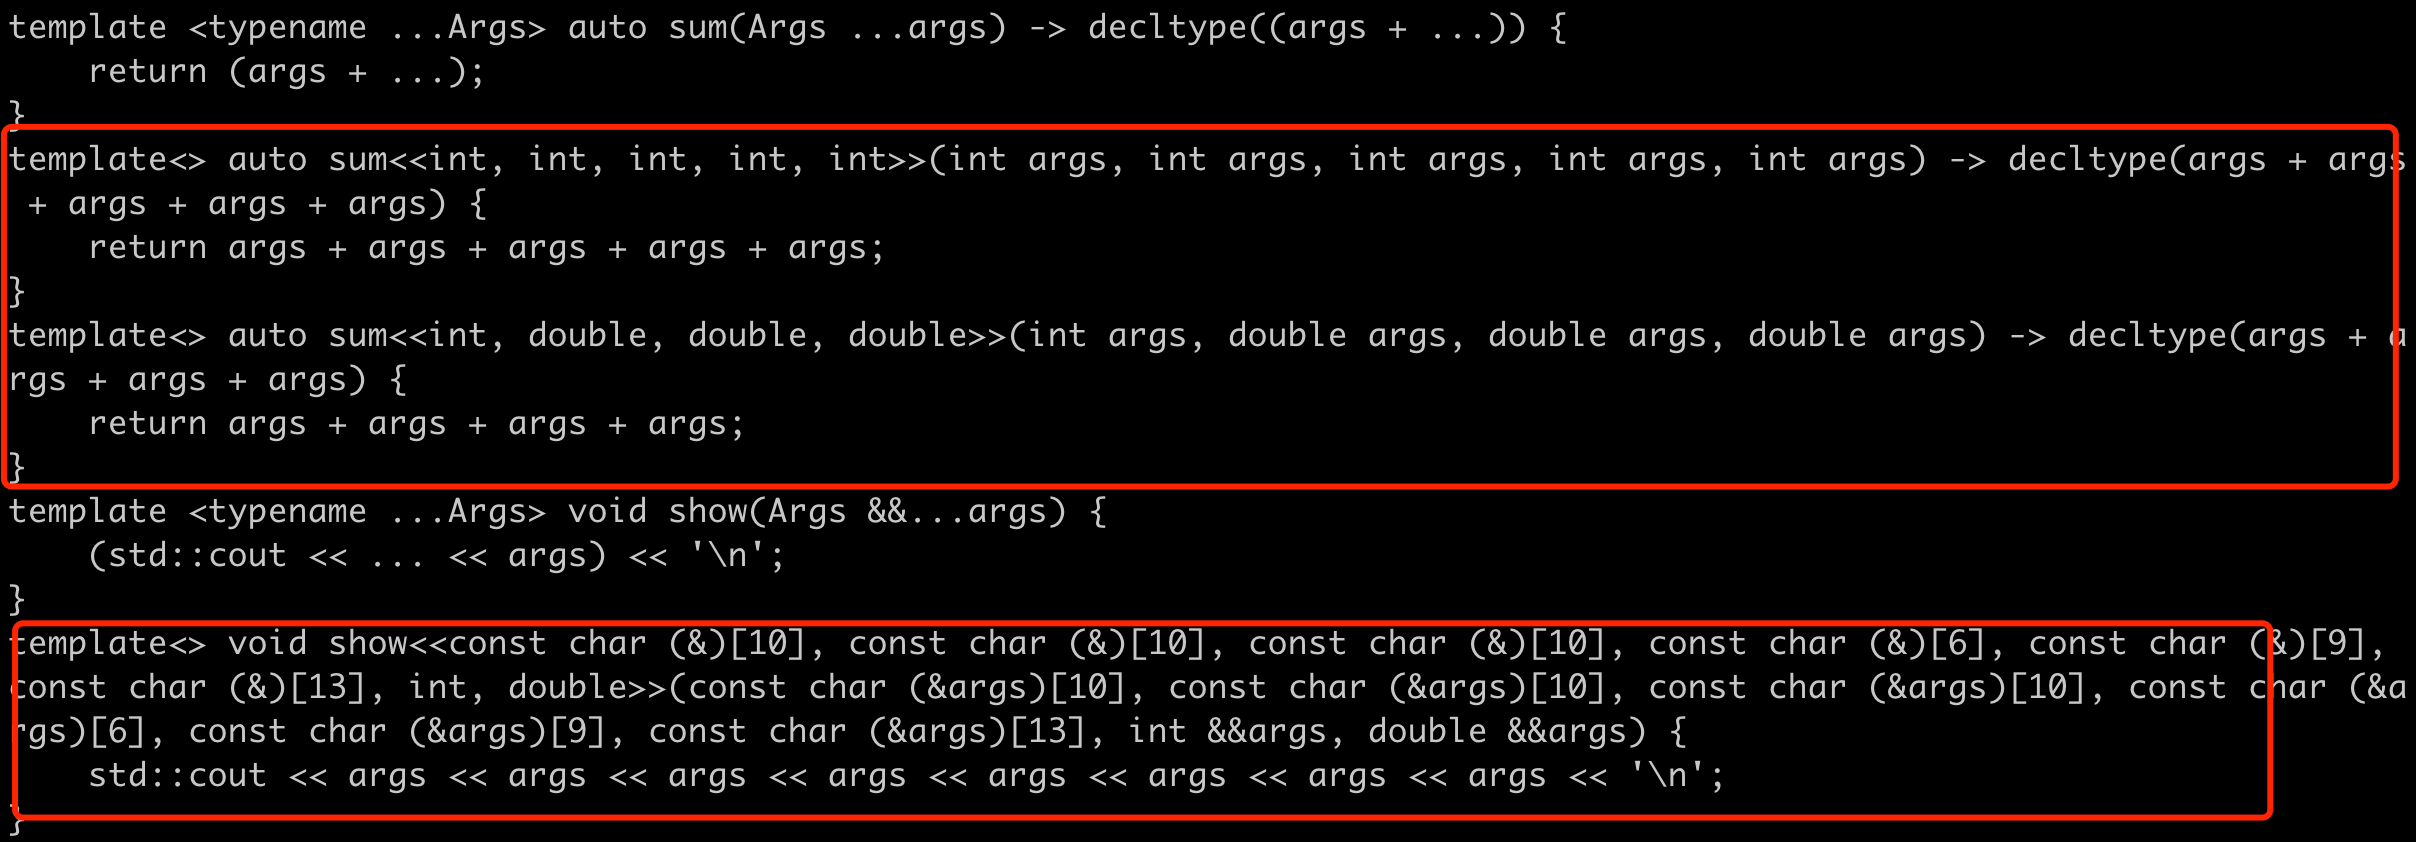 template <typename ...Args> auto sum(Args ...args) -> decltype((args + ...)) {
    return (args + ...);
}
template<> auto sum<<int, int, int, int, int>>(int args, int args, int args, int args, int args) -> decltype(args + args
 + args + args + args) {
    return args + args + args + args + args;
}
template<> auto sum<<int, double, double, double>>(int args, double args, double args, double args) -> decltype(args + a
rgs + args + args) {
    return args + args + args + args;
}
template <typename ...Args> void show(Args &&...args) {
    (std::cout << ... << args) << '\n';
}
template<> void show<<const char (&)[10], const char (&)[10], const char (&)[10], const char (&)[6], const char (&)[9],
const char (&)[13], int, double>>(const char (&args)[10], const char (&args)[10], const char (&args)[10], const char (&a
rgs)[6], const char (&args)[9], const char (&args)[13], int &&args, double &&args) {
    std::cout << args << args << args << args << args << args << args << args << '\n';
}